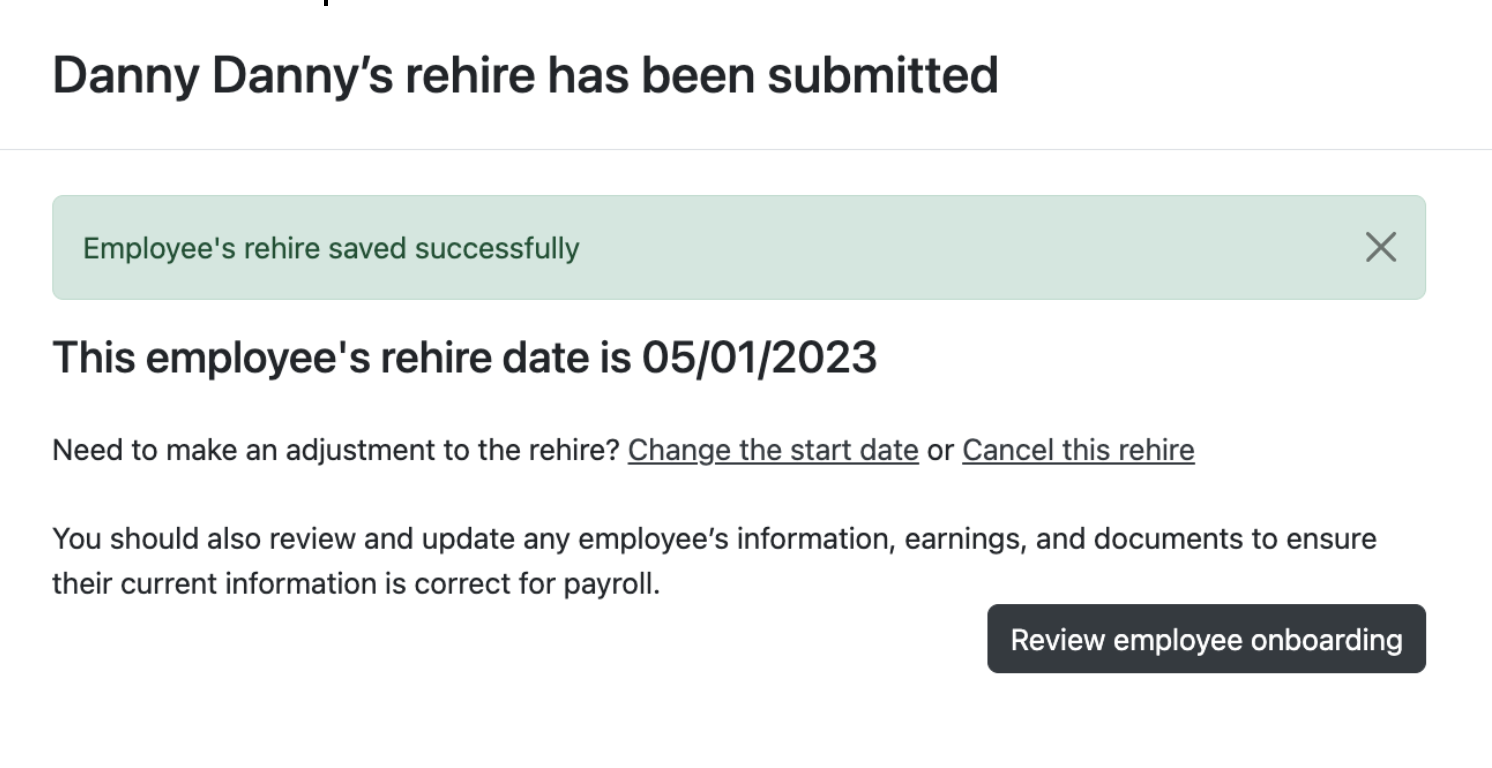 Danny Danny’s rehire has been submitted
Employee's rehire saved successfully
This employee's rehire date is 05/01/2023
Need to make an adjustment to the rehire? Change the start date or Cancel this rehire
You should also review and update any employee’s information, earnings, and documents to ensure
their current information is correct for payroll.
Review employee onboarding